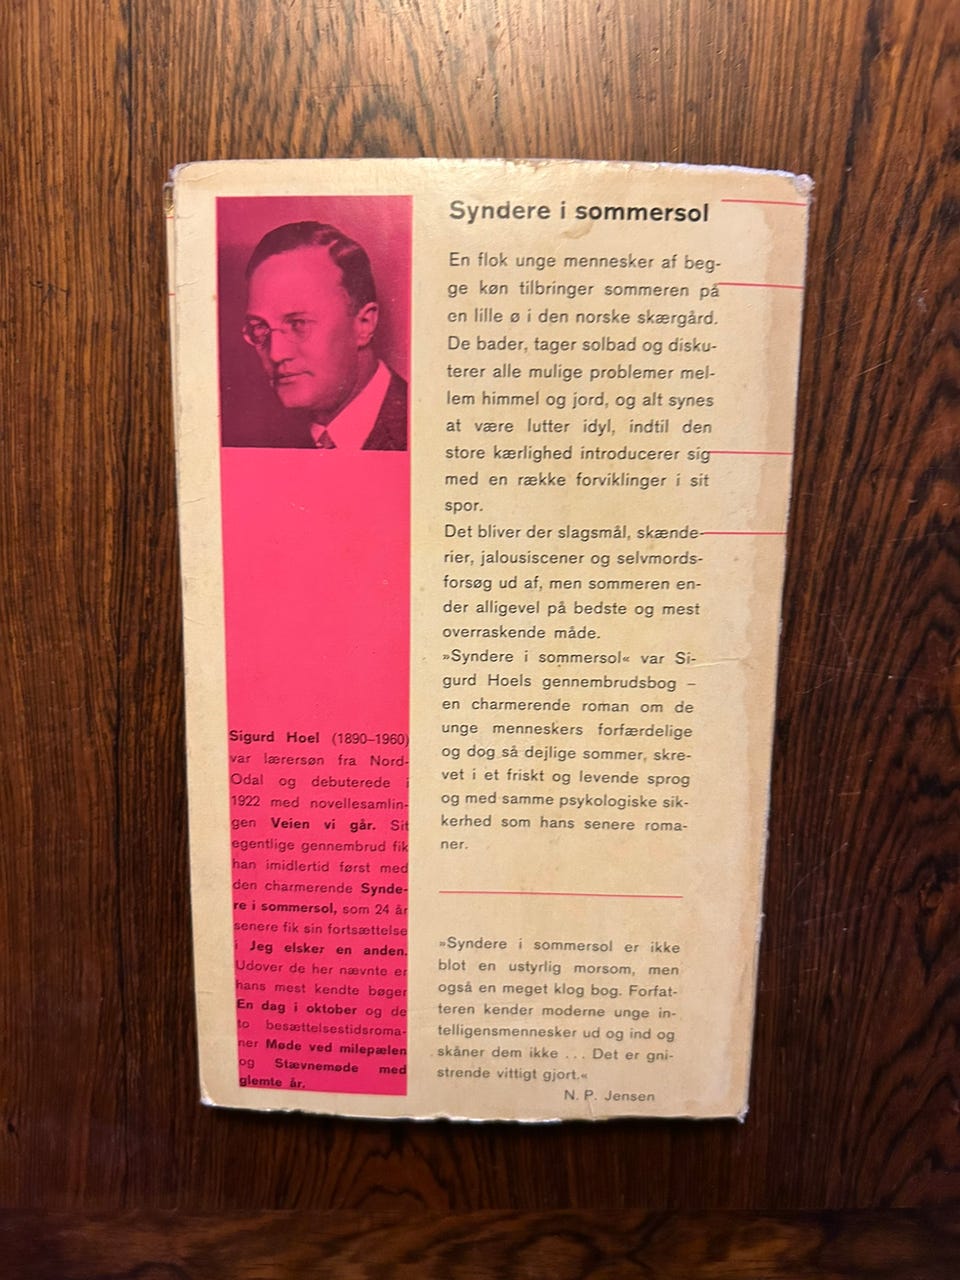 Syndere i sommersol
En flok unge mennesker af beg-
ge køn tilbringer sommeren på
en lille ø i den norske skærgård.
De bader, tager solbad og disku-
terer alle mulige problemer mel-
lem himmel og jord, og alt synes
at være lutter idyl, indtil den
store kærlighed introducerer sig
med en række forviklinger i sit
spor.
Det bliver der slagsmål, skænde-
rier, jalousiscener og selvmords-
forsøg ud af, men sommeren en-
der alligevel på bedste og mest
overraskende måde.
»Syndere i sommersol« var Si-
gurd Hoels gennembrudsbog –
en charmerende roman om de
unge menneskers forfærdelige
og dog så dejlige sommer, skre-
vet i et friskt og levende sprog
og med samme psykologiske sik-
kerhed som hans senere roma-
ner.
»Syndere i sommersol er ikke
blot en ustyrlig morsom, men
også en meget klog bog. Forfat-
teren kender moderne unge in-
telligensmennesker ud og ind og
skåner dem ikke ... Det er gni-
strende vittigt gjort.«
N. P. Jensen
Sigurd Hoel (1890–1960)
var lærersøn fra Nord-
Odal og debuterede i
1922 med novellesamlin-
gen Veien vi går. Sit
egentlige gennembrud fik
han imidlertid først med
den charmerende Synde-
re i sommersol, som 24 år
senere fik sin fortsættelse
i Jeg elsker en anden.
Udover de her nævnte er
hans mest kendte bøger
En dag i oktober og de
to besættelsestidsroma-
ner Møde ved milepælen
og Stævnemøde med
glemte år.